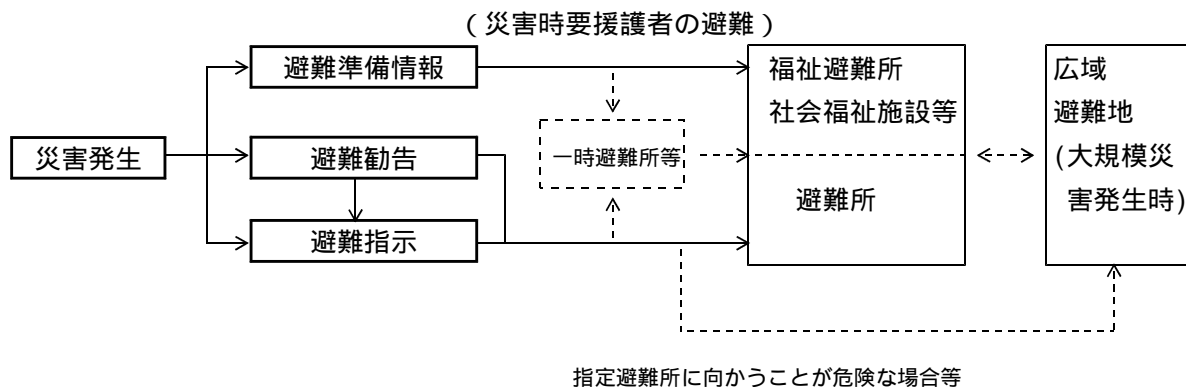 （災害時要援護者の避難）
避難準備情報
災害発生
避難勧告
避難指示
一時避難所等
福祉避難所
社会福祉施設等
避難所
広域
避難地
(大規模災
害発生時)
指定避難所に向かうことが危険な場合等